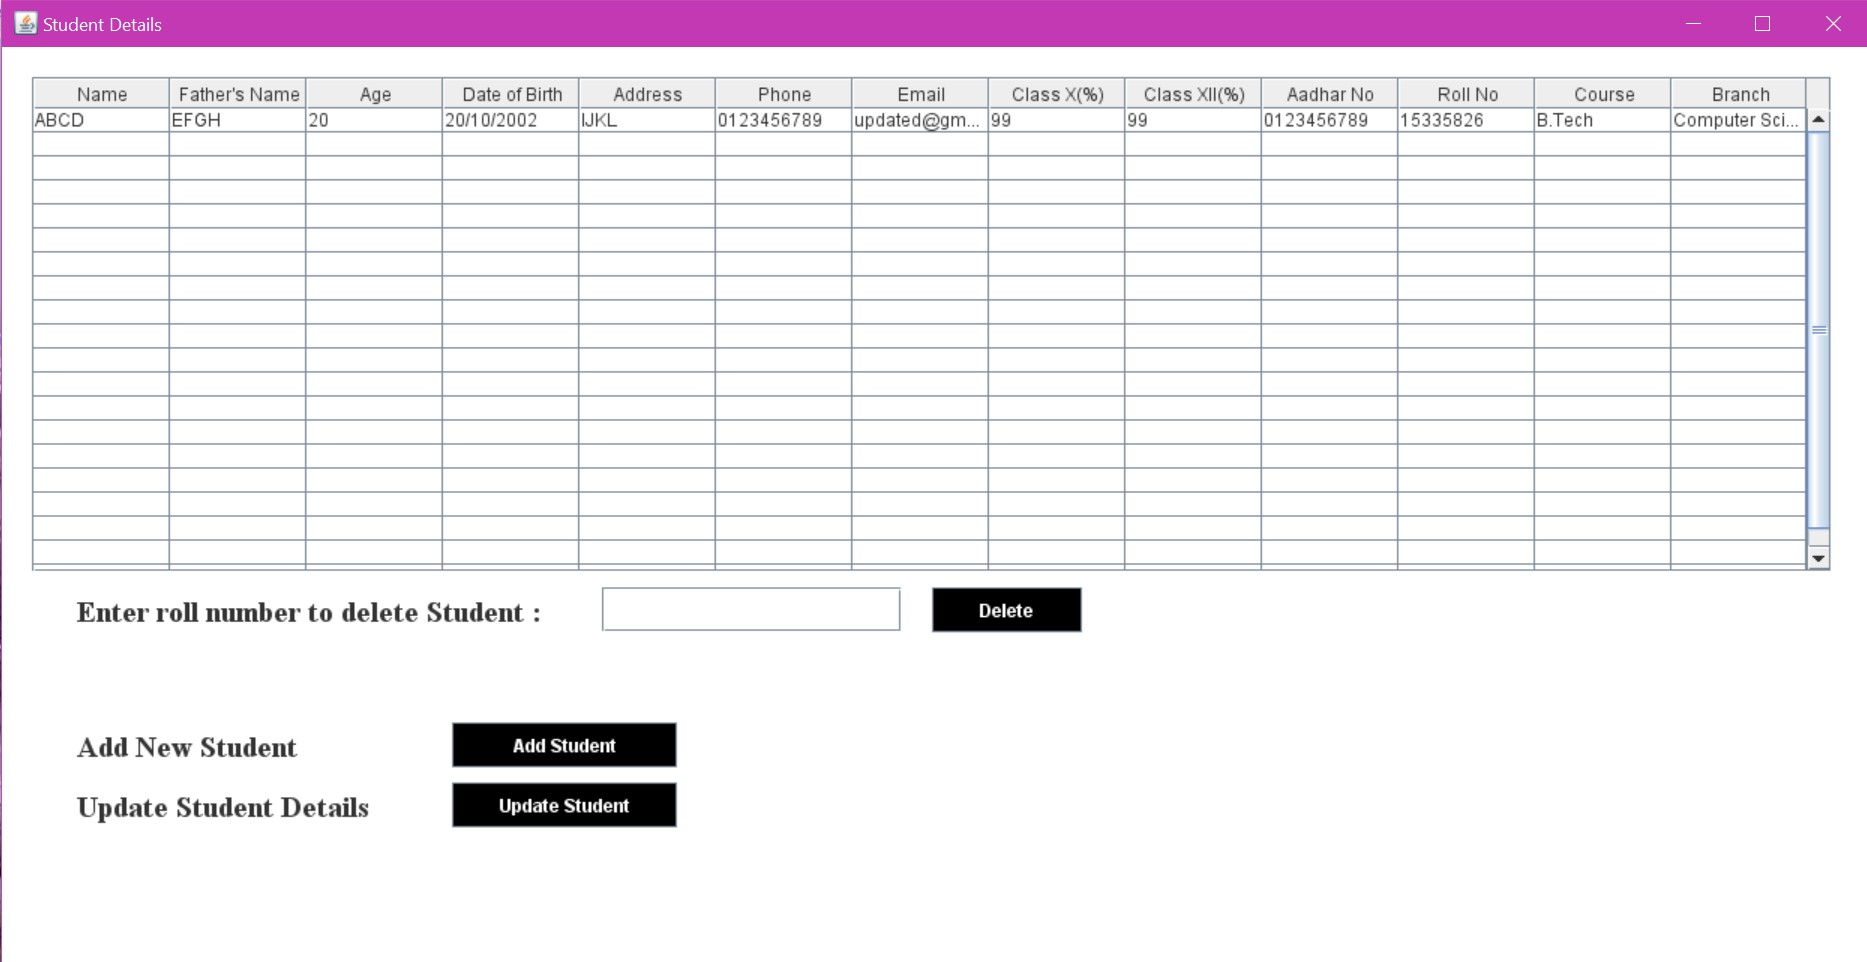 Student Details
Name Father's Name Age Date of Birth Address Phone Email Class X(%) Class XII(%) Aadhar No Roll No Course Branch
ABCD EFGH 20 20/10/2002 IJKL 0123456789 updated@gm... 99 99 0123456789 15335826 B.Tech Computer Sci...
Enter roll number to delete Student : Delete
Add New Student Add Student
Update Student Details Update Student